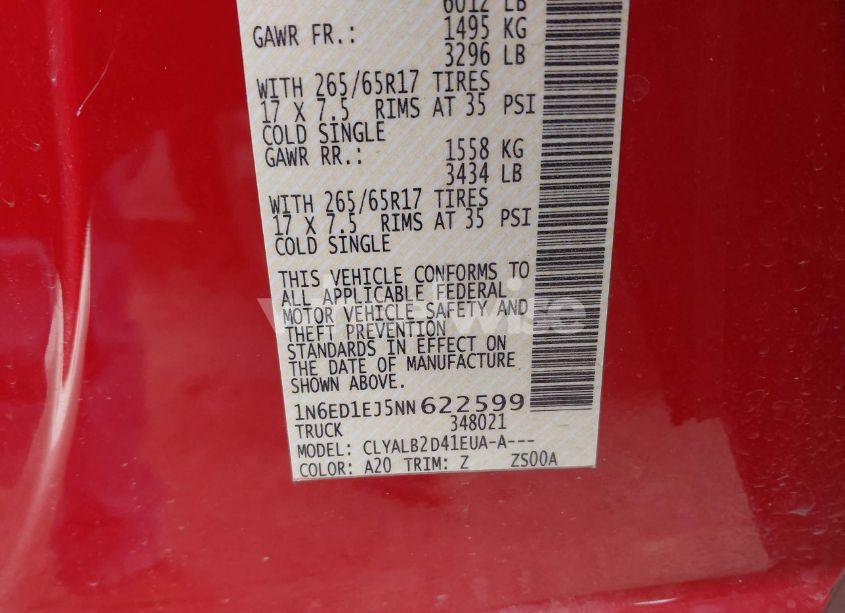 6012 LB
GAWR FR.: 1495 KG
3296 LB
WITH 265/65R17 TIRES
17 X 7.5 RIMS AT 35 PSI
COLD SINGLE
GAWR RR.: 1558 KG
3434 LB
WITH 265/65R17 TIRES
17 X 7.5 RIMS AT 35 PSI
COLD SINGLE
THIS VEHICLE CONFORMS TO
ALL APPLICABLE FEDERAL
MOTOR VEHICLE SAFETY AND
THEFT PREVENTION
STANDARDS IN EFFECT ON
THE DATE OF MANUFACTURE
SHOWN ABOVE.
1N6ED1EJ5NN622599
TRUCK 348021
MODEL: CLYALB2D41EUA-A---
COLOR: A20 TRIM: Z ZS00A